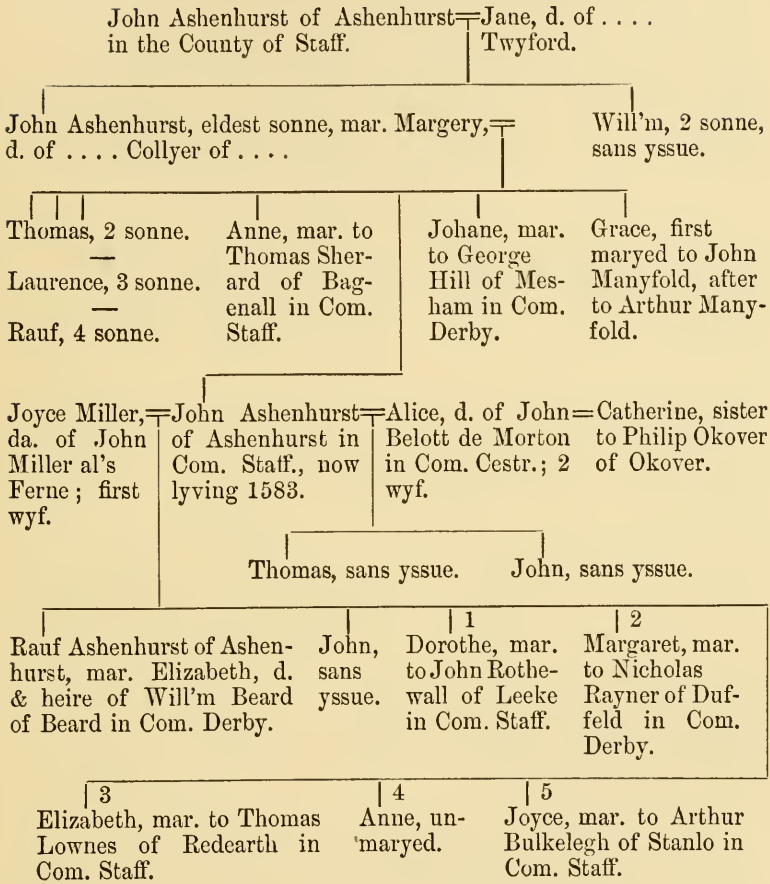 John Ashenhurst of Ashenhurst=Jane, d. of . . . .
in the County of Staff. Twyford.
John Ashenhurst, eldest sonne, mar. Margery,=
d. of . . . . Collyer of . . . .
Will'm, 2 sonne,
sans yssue.
Thomas, 2 sonne.
—
Laurence, 3 sonne.
—
Rauf, 4 sonne.
Anne, mar. to
Thomas Sher-
ard of Bag-
enall in Com.
Staff.
Johane, mar.
to George
Hill of Mes-
ham in Com.
Derby.
Grace, first
maryed to John
Manyfold, after
to Arthur Many-
fold.
Joyce Miller,=
da. of John
Miller al's
Ferne; first
wyf.
John Ashenhurst=
of Ashenhurst in
Com. Staff., now
lyving 1583.
Alice, d. of John=
Belott de Morton
in Com. Cestr.; 2
wyf.
Catherine, sister
to Philip Okover
of Okover.
Thomas, sans yssue.
John, sans yssue.
Rauf Ashenhurst of Ashen-
hurst, mar. Elizabeth, d.
& heire of Will'm Beard
of Beard in Com. Derby.
John,
sans
yssue.
1
Dorothe, mar.
to John Rothe-
wall of Leeke
in Com. Staff.
2
Margaret, mar.
to Nicholas
Rayner of Duf-
feld in Com.
Derby.
3
Elizabeth, mar. to Thomas
Lownes of Redearth in
Com. Staff.
4
Anne, un-
maryed.
5
Joyce, mar. to Arthur
Bulkelegh of Stanlo in
Com. Staff.